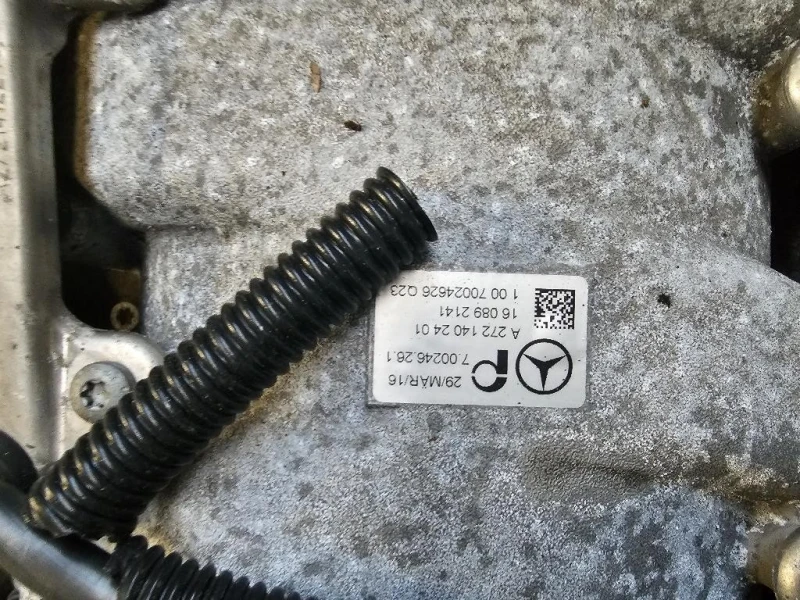 29/MAR/16
7.00246.26.1
A 272 140 24 01
16 089 2141
1 00 70024626 Q23